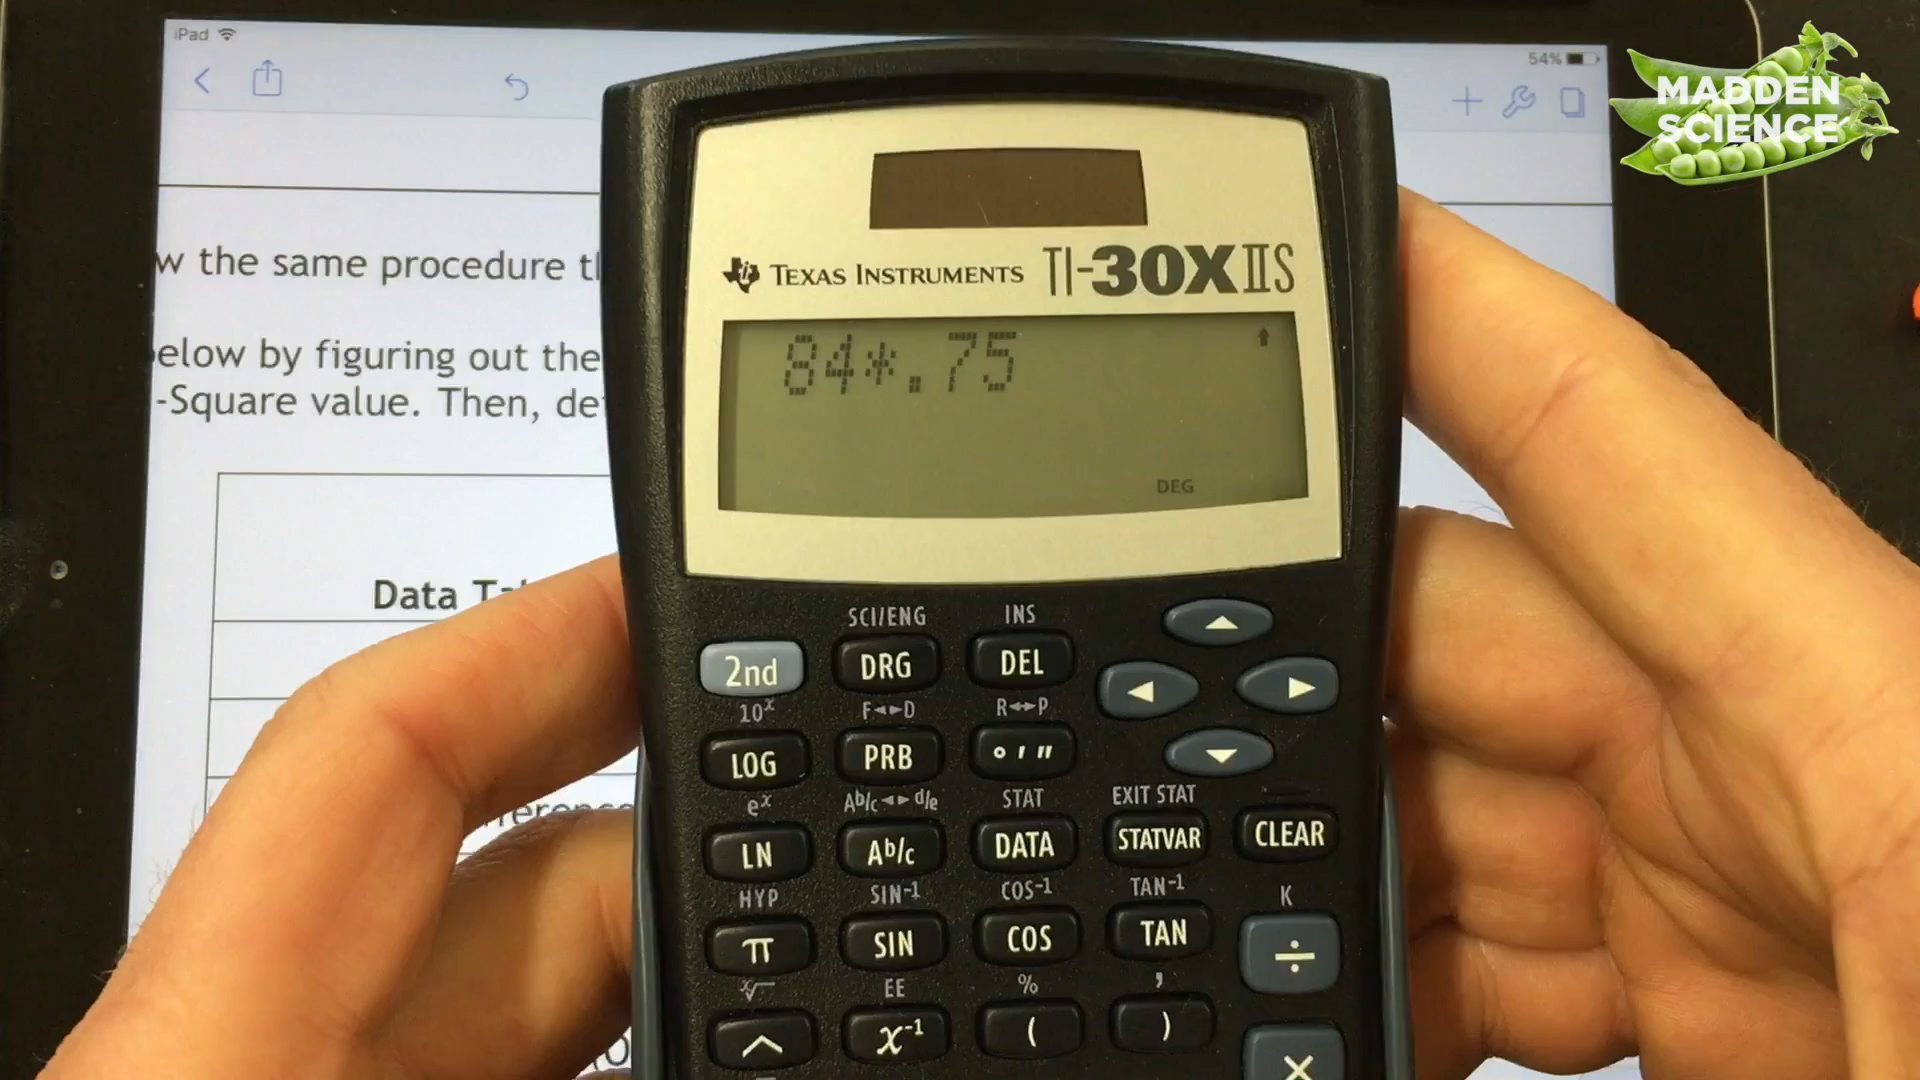 iPad
54%
MADDEN
SCIENCE
w the same procedure
elow by figuring out the
-Square value. Then,
Data
TEXAS INSTRUMENTS TI-30X IIS
84*.75
DEG
SCI/ENG INS
2nd DRG DEL
10ˣ F◄►D R◄►P
LOG PRB ° ′ ″
eˣ Ab/c◄►d/e STAT EXIT STAT
LN Ab/c DATA STATVAR CLEAR
HYP SIN⁻¹ COS⁻¹ TAN⁻¹ K
π SIN COS TAN ÷
ˣ√ EE % ,
^ x⁻¹ ( ) ×